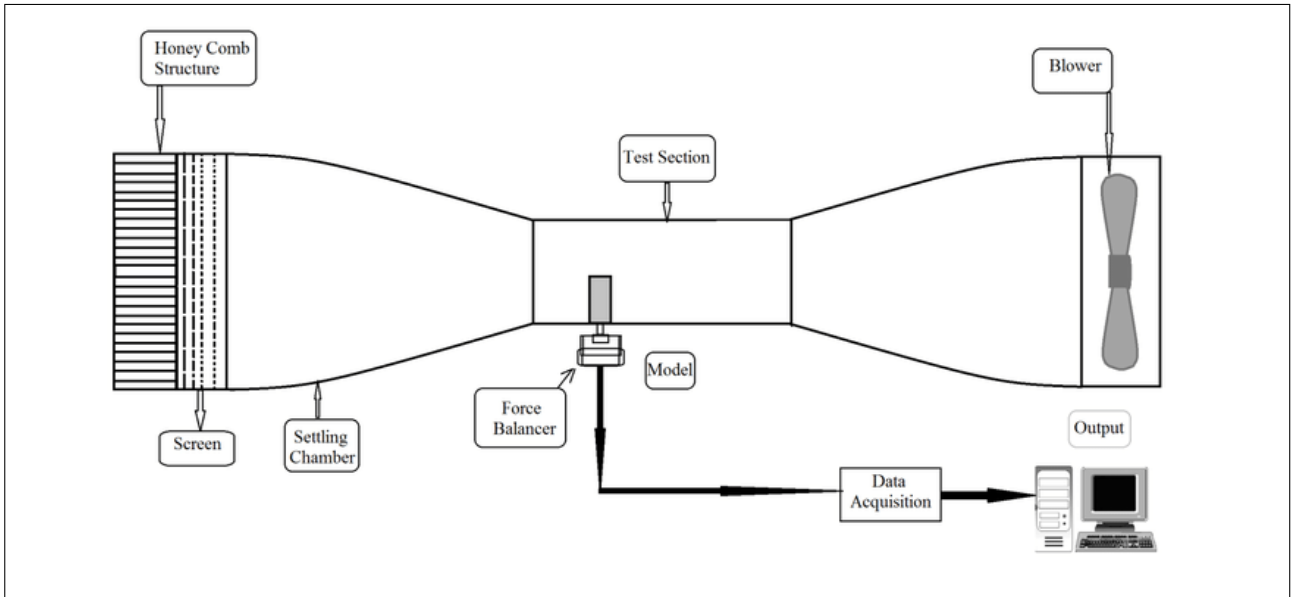 Honey Comb
Structure
Blower
Test Section
Model
Force
Balancer
Screen
Settling
Chamber
Output
Data
Acquisition